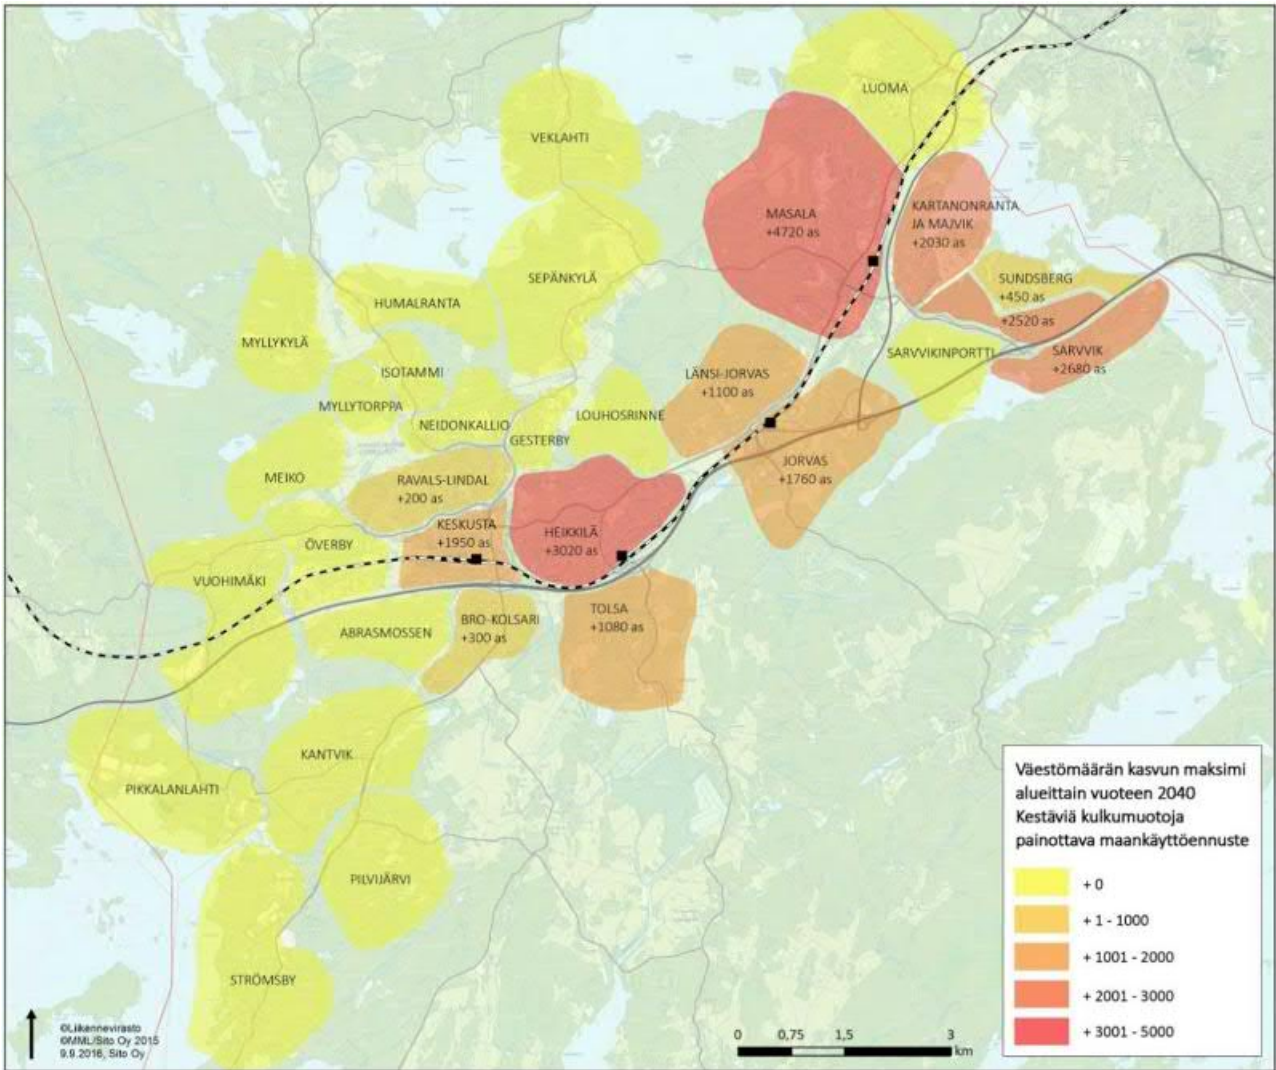 LUOMA
VEKLAHTI
MASALA
+4720 as
KARTANONRANTA
JA MAJVIK
+2030 as
SEPÄNKYLÄ
SUNDSBERG
+450 as
+2520 as
HUMALRANTA
MYLLYKYLÄ
SARVVIKINPORTTI
SARVVIK
+2680 as
ISOTAMMI
LÄNSI-JORVAS
+1100 as
MYLLYTORPPA
NEIDONKALLIO
LOUHOSRINNE
GESTERBY
JORVAS
+1760 as
MEIKO
RAVALS-LINDAL
+200 as
KESKUSTA
+1950 as
HEIKKILÄ
+3020 as
ÖVERBY
VUOHIMÄKI
ABRASMOSSEN
BRO-KOLSARI
+300 as
TOLSA
+1080 as
KANTVIK
PIKKALANLAHTI
PILVIJÄRVI
STRÖMSBY
Väestömäärän kasvun maksimi
alueittain vuoteen 2040
Kestäviä kulkumuotoja
painottava maankäyttöennuste
+ 0
+ 1 - 1000
+ 1001 - 2000
+ 2001 - 3000
+ 3001 - 5000
©Liikennevirasto
©MML/Sito Oy 2015
9.9.2016, Sito Oy
0 0,75 1,5 3
km